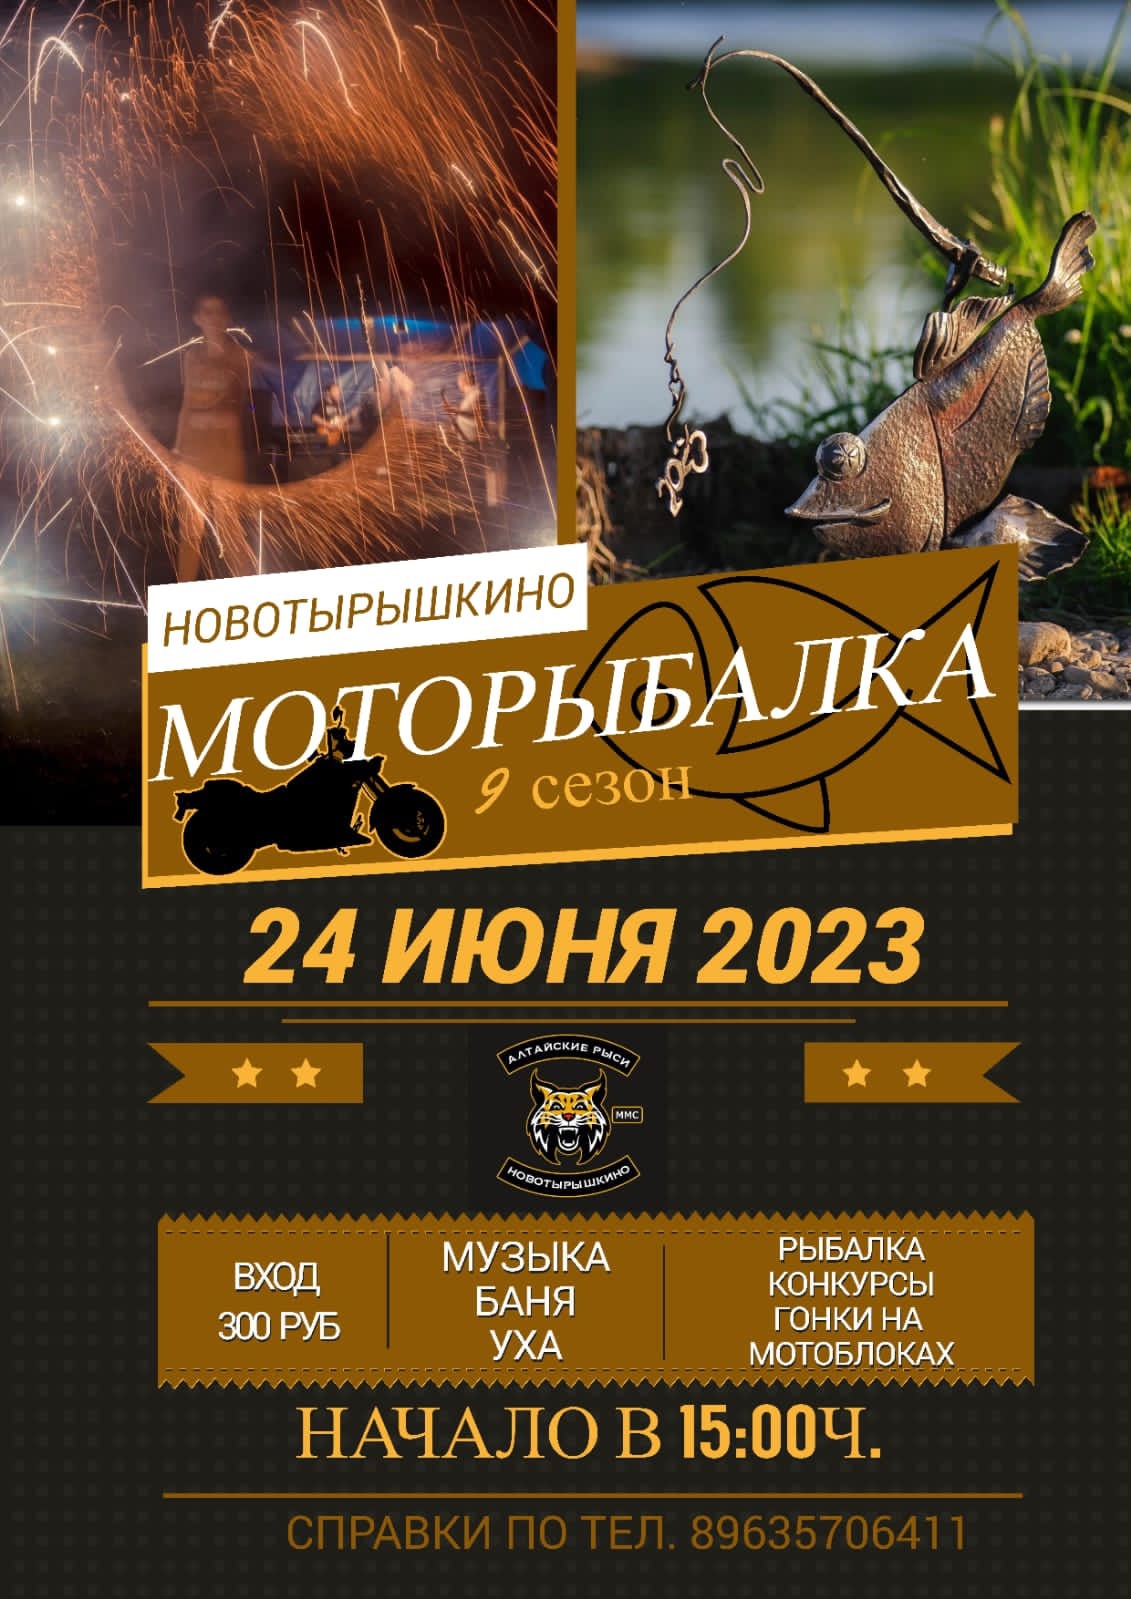 2023
НОВОТЫРЫШКИНО
МОТОРЫБАЛКА
9 сезон
24 ИЮНЯ 2023
АЛТАЙСКИЕ РЫСИ
ММС
НОВОТЫРЫШКИНО
ВХОД
300 РУБ
МУЗЫКА
БАНЯ
УХА
РЫБАЛКА
КОНКУРСЫ
ГОНКИ НА
МОТОБЛОКАХ
НАЧАЛО В 15:00Ч.
СПРАВКИ ПО ТЕЛ. 89635706411